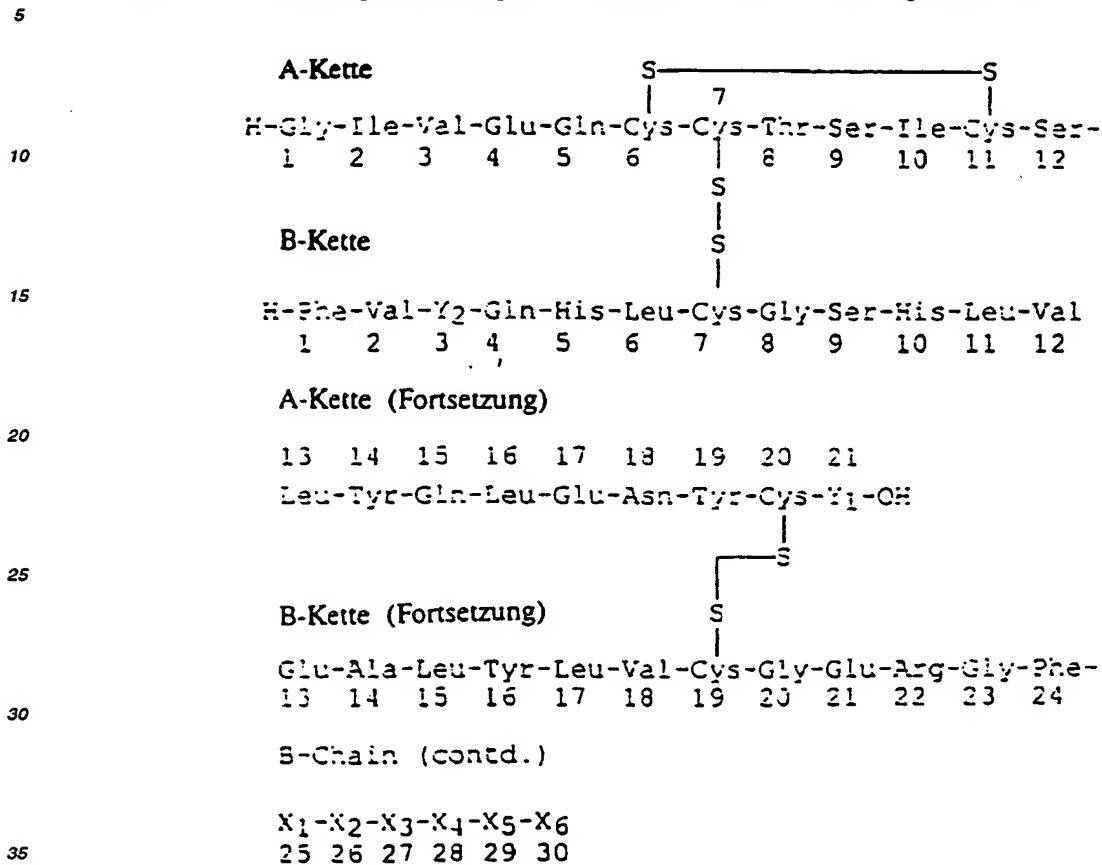 5
A-Kette S S
7
H-Gly-Ile-Val-Glu-Gln-Cys-Cys-Thr-Ser-Ile-Cys-Ser-
10 1 2 3 4 5 6 8 9 10 11 12
S
S
B-Kette
15
H-Phe-Val-Y2-Gln-His-Leu-Cys-Gly-Ser-His-Leu-Val
1 2 3 4 5 6 7 8 9 10 11 12
A-Kette (Fortsetzung)
20
13 14 15 16 17 18 19 20 21
Leu-Tyr-Gln-Leu-Glu-Asn-Tyr-Cys-Y1-OH
S
25
B-Kette (Fortsetzung) S
Glu-Ala-Leu-Tyr-Leu-Val-Cys-Gly-Glu-Arg-Gly-Phe-
13 14 15 16 17 18 19 20 21 22 23 24
30
B-Chain (contd.)
X1-X2-X3-X4-X5-X6
35 25 26 27 28 29 30